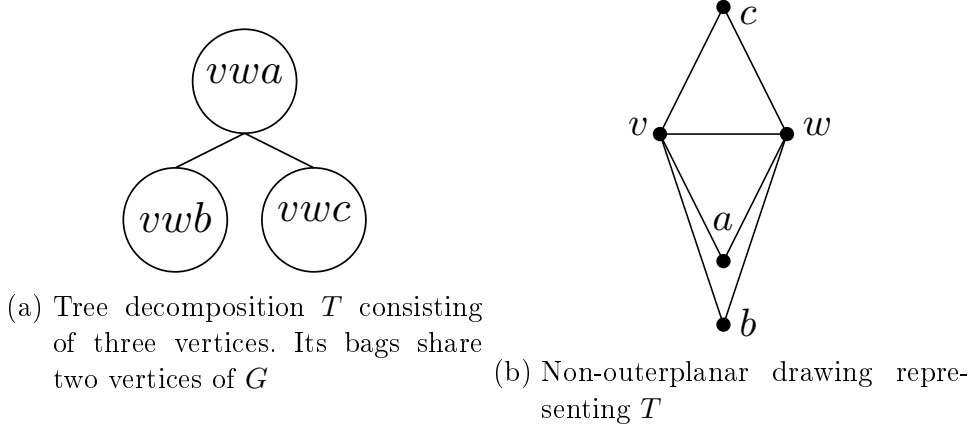 vwa
vwb
vwc
(a) Tree decomposition T consisting
of three vertices. Its bags share
two vertices of G
c
v
w
a
b
(b) Non-outerplanar drawing repre-
senting T